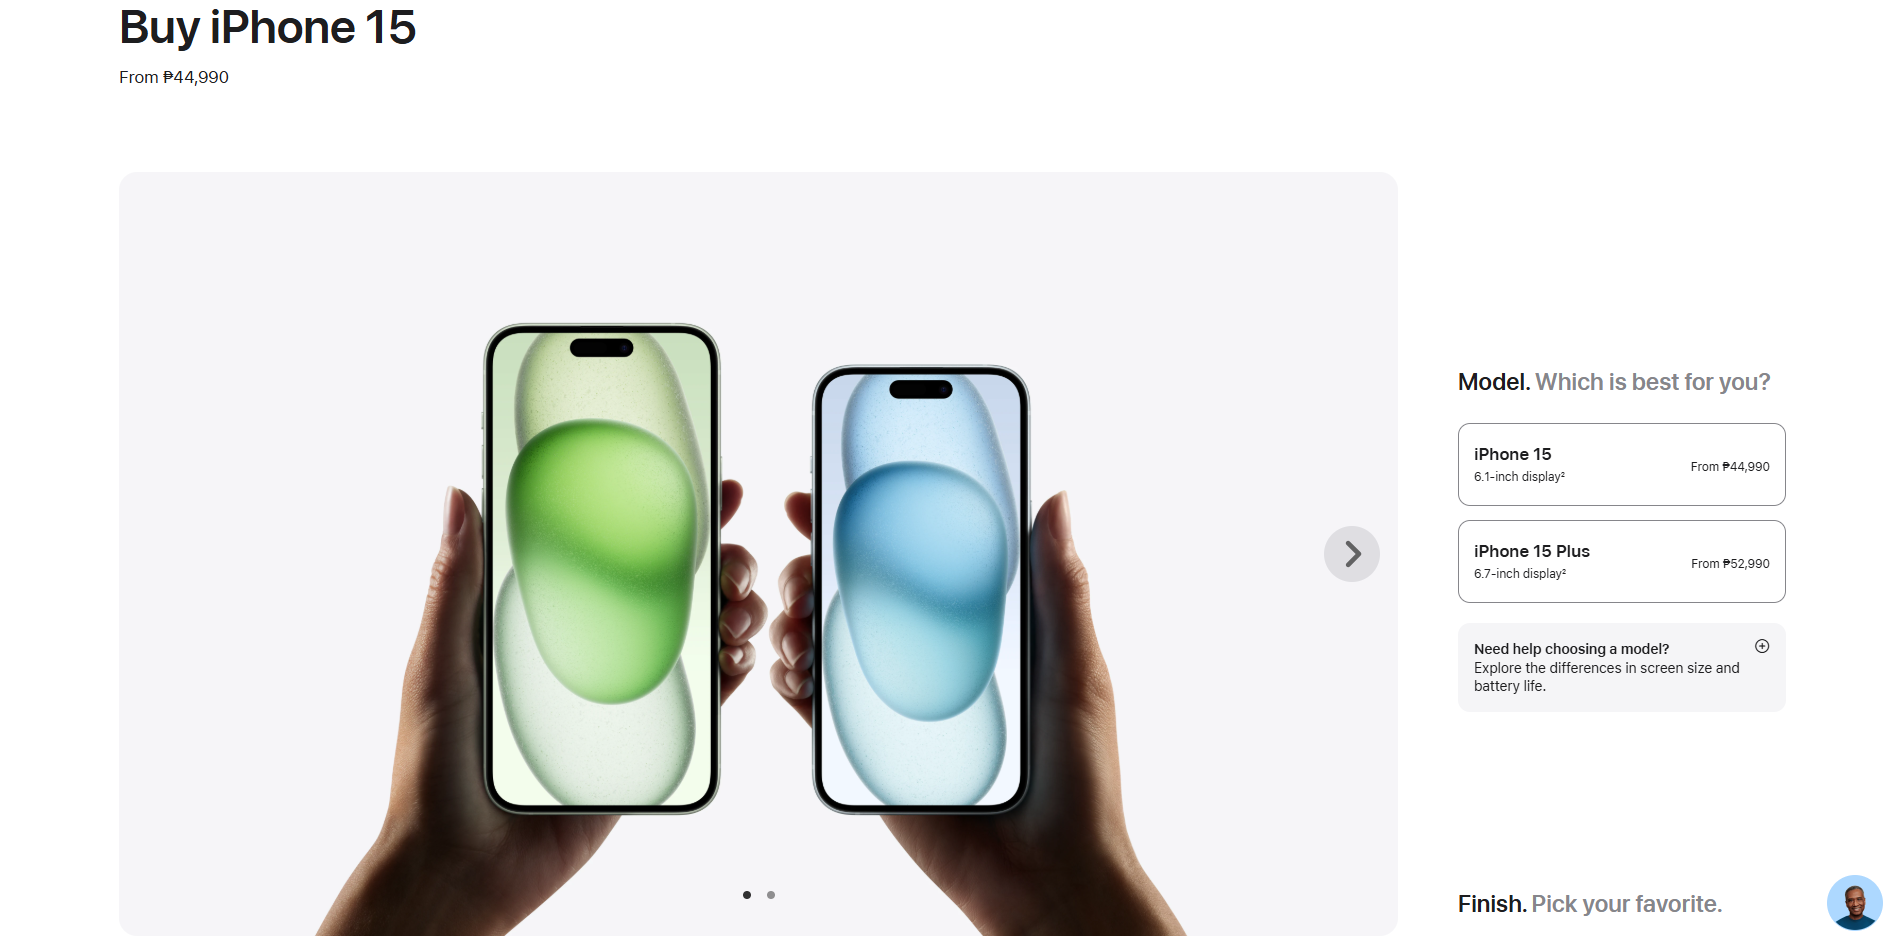 Buy iPhone 15
From ₱44,990
Model. Which is best for you?
iPhone 15
6.1-inch display²
From ₱44,990
iPhone 15 Plus
6.7-inch display²
From ₱52,990
Need help choosing a model?
Explore the differences in screen size and
battery life.
Finish. Pick your favorite.